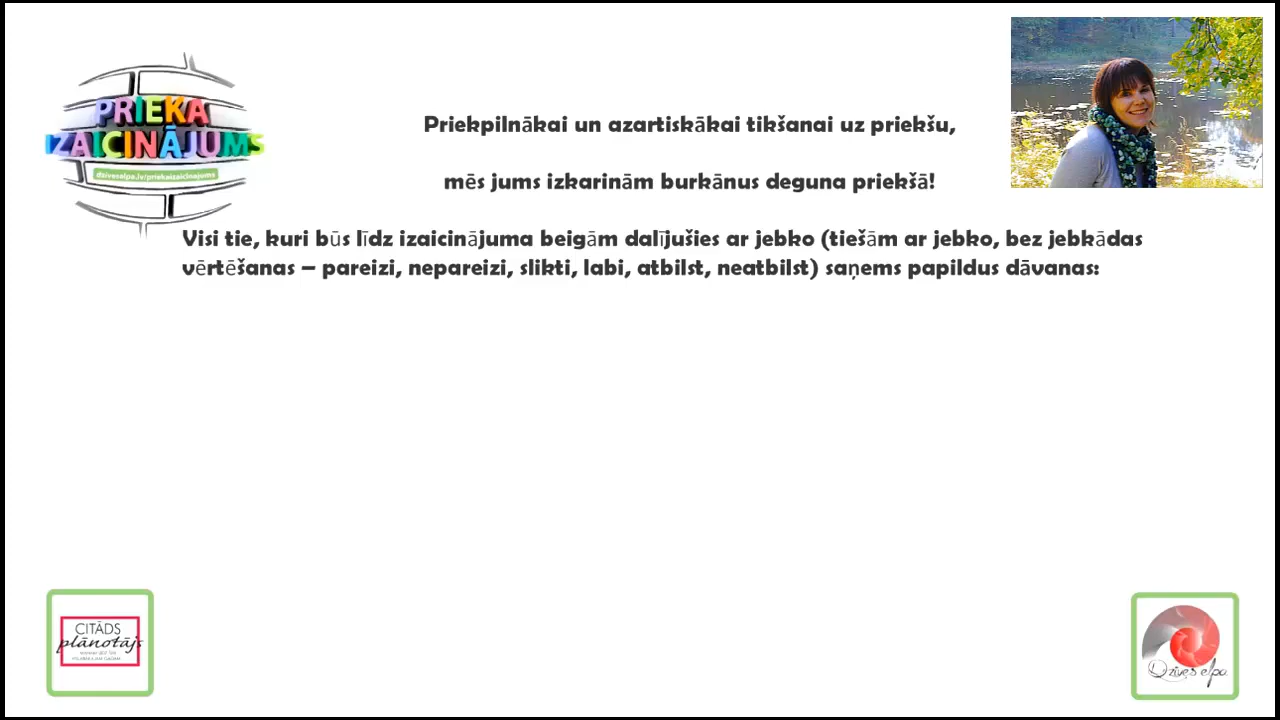 PRIEKA
IZAICINĀJUMS
dziveselpa.lv/priekaizaicinajums
Priekpilnākai un azartiskākai tikšanai uz priekšu,
mēs jums izkarinām burkānus deguna priekšā!
Visi tie, kuri būs līdz izaicinājuma beigām dalījušies ar jebko (tiešām ar jebko, bez jebkādas
vērtēšanas – pareizi, nepareizi, slikti, labi, atbilst, neatbilst) saņems papildus dāvanas:
CITĀDS
plānotājs
Dzīves elpa